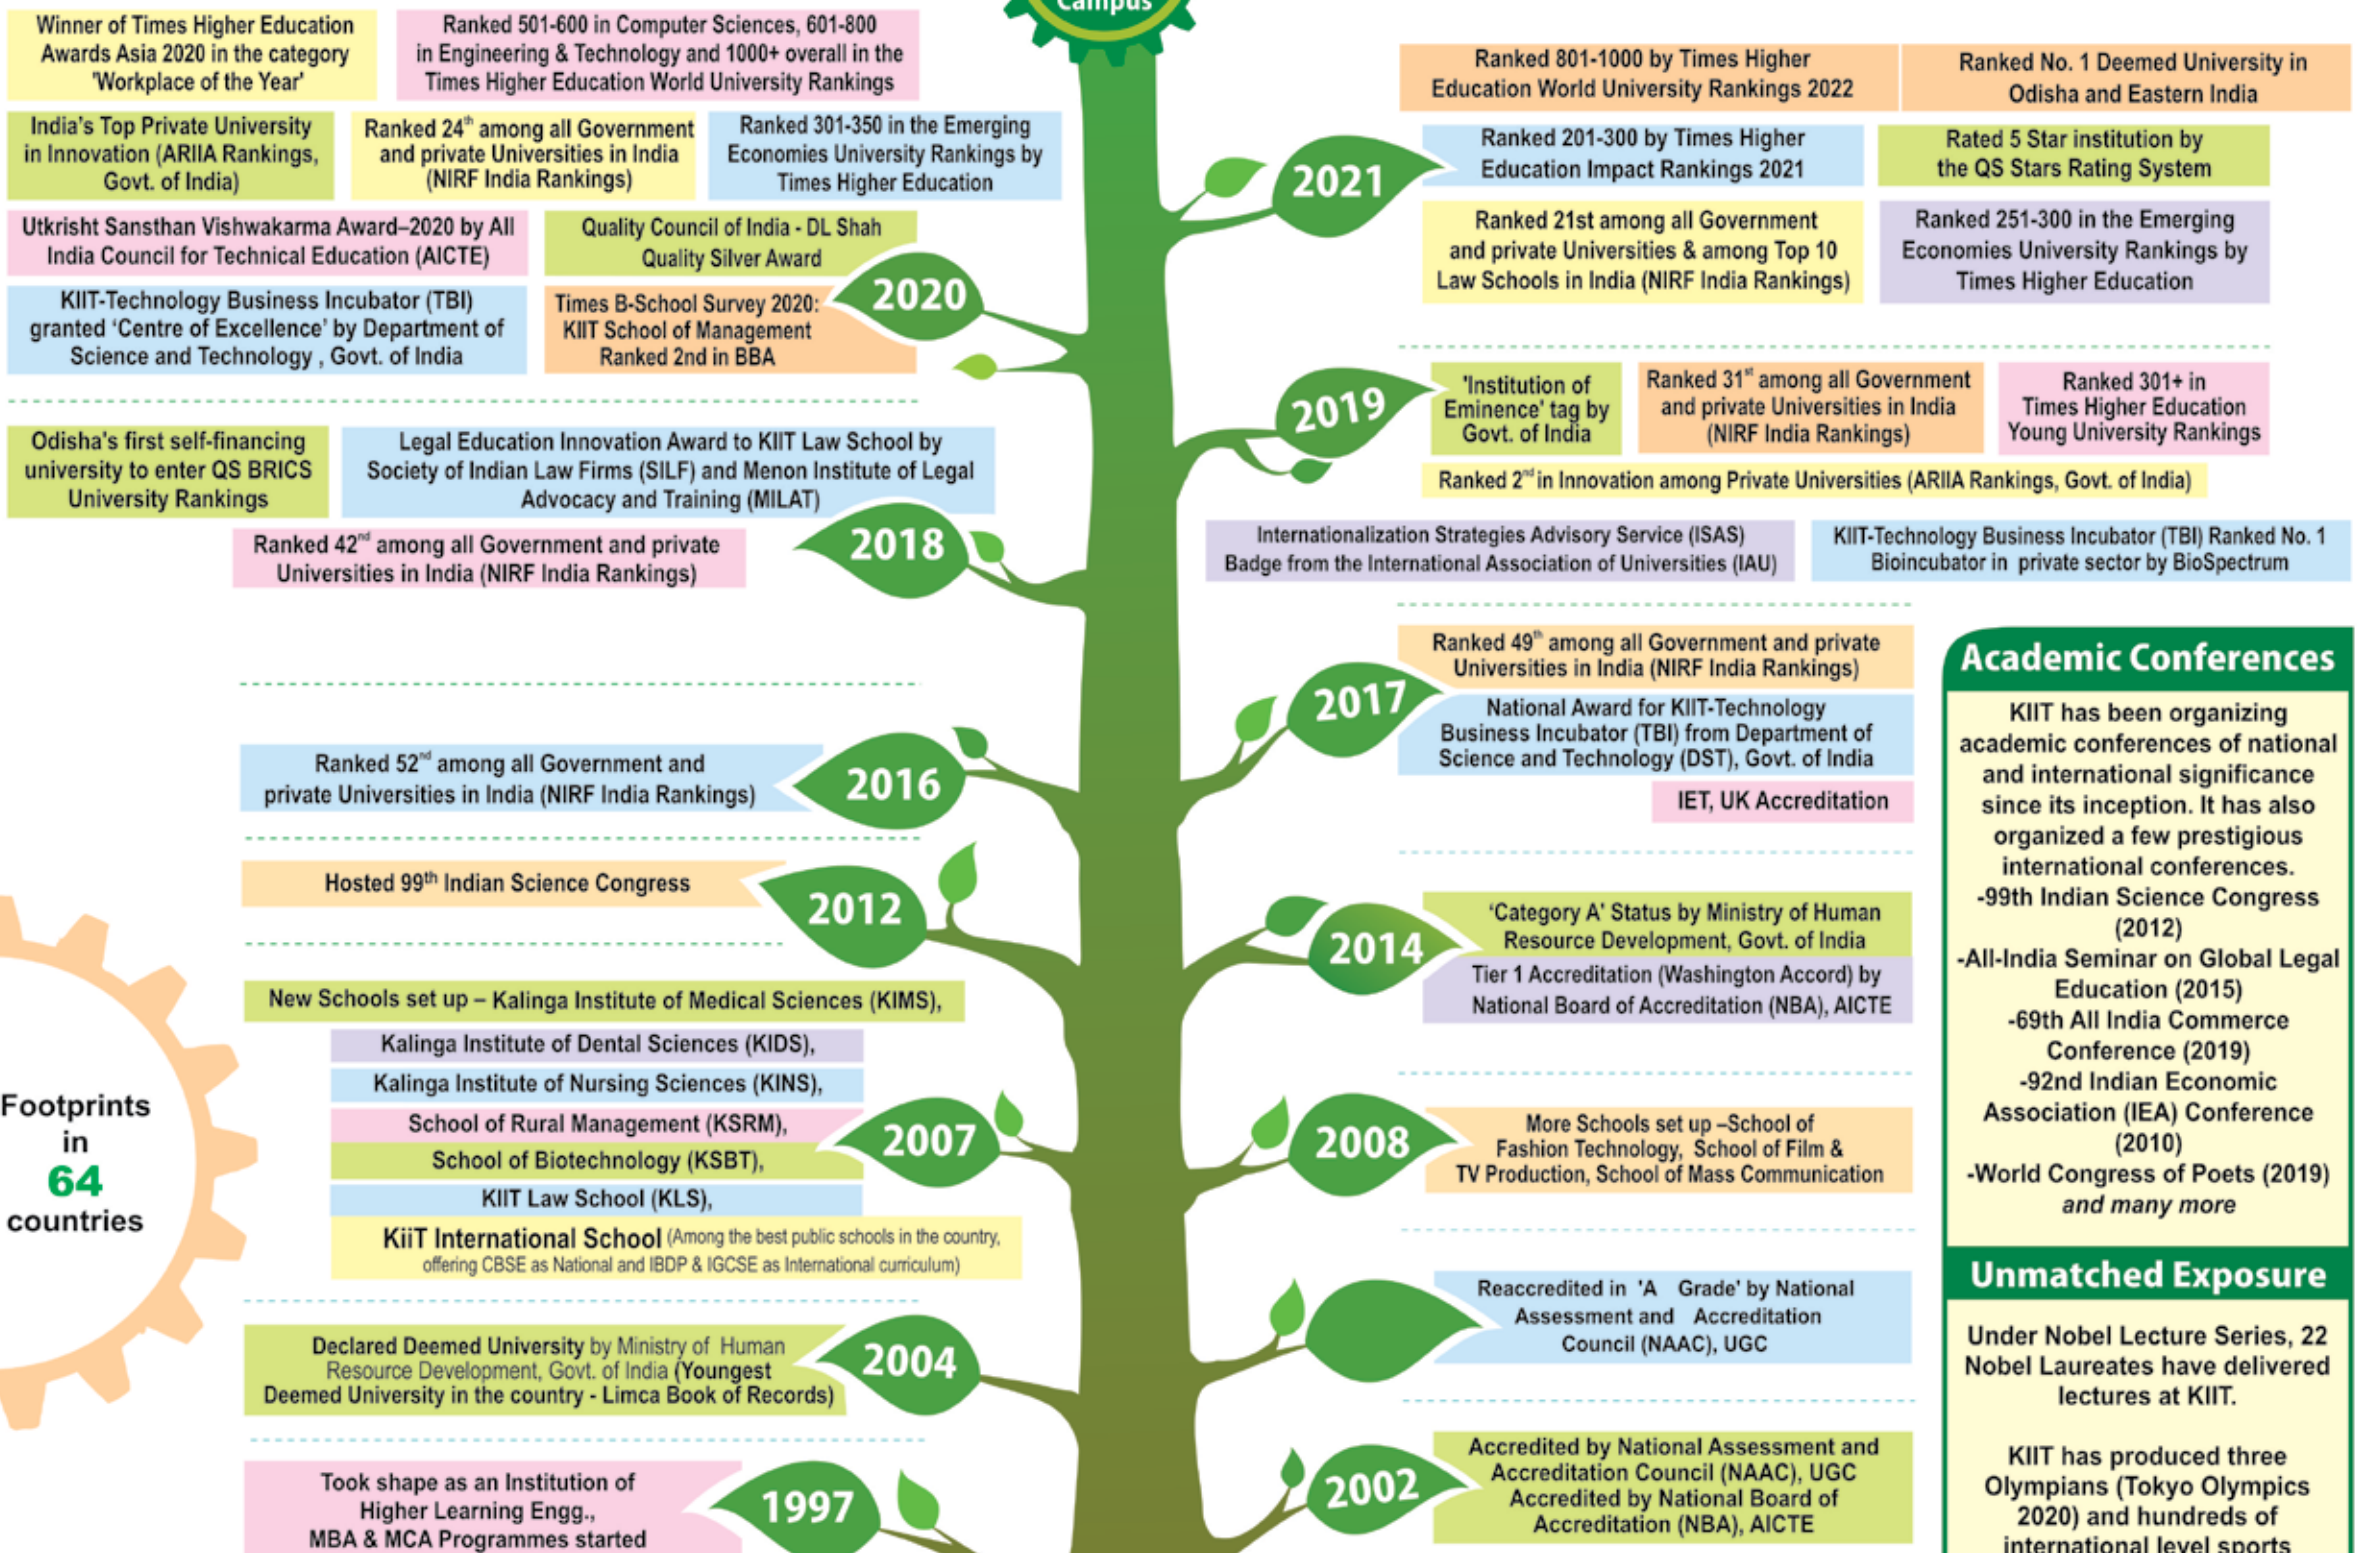 Campus
Winner of Times Higher Education
Awards Asia 2020 in the category
'Workplace of the Year'
Ranked 501-600 in Computer Sciences, 601-800
in Engineering & Technology and 1000+ overall in the
Times Higher Education World University Rankings
India's Top Private University
in Innovation (ARIIA Rankings,
Govt. of India)
Ranked 24th among all Government
and private Universities in India
(NIRF India Rankings)
Ranked 301-350 in the Emerging
Economies University Rankings by
Times Higher Education
Utkrisht Sansthan Vishwakarma Award–2020 by All
India Council for Technical Education (AICTE)
Quality Council of India - DL Shah
Quality Silver Award
KIIT-Technology Business Incubator (TBI)
granted 'Centre of Excellence' by Department of
Science and Technology , Govt. of India
Times B-School Survey 2020:
KIIT School of Management
Ranked 2nd in BBA
2020
Ranked 801-1000 by Times Higher
Education World University Rankings 2022
Ranked No. 1 Deemed University in
Odisha and Eastern India
2021
Ranked 201-300 by Times Higher
Education Impact Rankings 2021
Rated 5 Star institution by
the QS Stars Rating System
Ranked 21st among all Government
and private Universities & among Top 10
Law Schools in India (NIRF India Rankings)
Ranked 251-300 in the Emerging
Economies University Rankings by
Times Higher Education
2019
'Institution of
Eminence' tag by
Govt. of India
Ranked 31st among all Government
and private Universities in India
(NIRF India Rankings)
Ranked 301+ in
Times Higher Education
Young University Rankings
Ranked 2nd in Innovation among Private Universities (ARIIA Rankings, Govt. of India)
Internationalization Strategies Advisory Service (ISAS)
Badge from the International Association of Universities (IAU)
KIIT-Technology Business Incubator (TBI) Ranked No. 1
Bioincubator in private sector by BioSpectrum
Odisha's first self-financing
university to enter QS BRICS
University Rankings
Legal Education Innovation Award to KIIT Law School by
Society of Indian Law Firms (SILF) and Menon Institute of Legal
Advocacy and Training (MILAT)
Ranked 42nd among all Government and private
Universities in India (NIRF India Rankings)
2018
2017
Ranked 49th among all Government and private
Universities in India (NIRF India Rankings)
National Award for KIIT-Technology
Business Incubator (TBI) from Department of
Science and Technology (DST), Govt. of India
IET, UK Accreditation
Ranked 52nd among all Government and
private Universities in India (NIRF India Rankings)
2016
Hosted 99th Indian Science Congress
2012
2014
'Category A' Status by Ministry of Human
Resource Development, Govt. of India
Tier 1 Accreditation (Washington Accord) by
National Board of Accreditation (NBA), AICTE
New Schools set up – Kalinga Institute of Medical Sciences (KIMS),
Kalinga Institute of Dental Sciences (KIDS),
Kalinga Institute of Nursing Sciences (KINS),
School of Rural Management (KSRM),
School of Biotechnology (KSBT),
KIIT Law School (KLS),
KiiT International School (Among the best public schools in the country,
offering CBSE as National and IBDP & IGCSE as International curriculum)
2007
2008
More Schools set up –School of
Fashion Technology, School of Film &
TV Production, School of Mass Communication
Reaccredited in 'A Grade' by National
Assessment and Accreditation
Council (NAAC), UGC
Declared Deemed University by Ministry of Human
Resource Development, Govt. of India (Youngest
Deemed University in the country - Limca Book of Records)
2004
2002
Accredited by National Assessment and
Accreditation Council (NAAC), UGC
Accredited by National Board of
Accreditation (NBA), AICTE
Took shape as an Institution of
Higher Learning Engg.,
MBA & MCA Programmes started
1997
Footprints
in
64
countries
Academic Conferences
KIIT has been organizing
academic conferences of national
and international significance
since its inception. It has also
organized a few prestigious
international conferences.
-99th Indian Science Congress
(2012)
-All-India Seminar on Global Legal
Education (2015)
-69th All India Commerce
Conference (2019)
-92nd Indian Economic
Association (IEA) Conference
(2010)
-World Congress of Poets (2019)
and many more
Unmatched Exposure
Under Nobel Lecture Series, 22
Nobel Laureates have delivered
lectures at KIIT.
KIIT has produced three
Olympians (Tokyo Olympics
2020) and hundreds of
international level sports